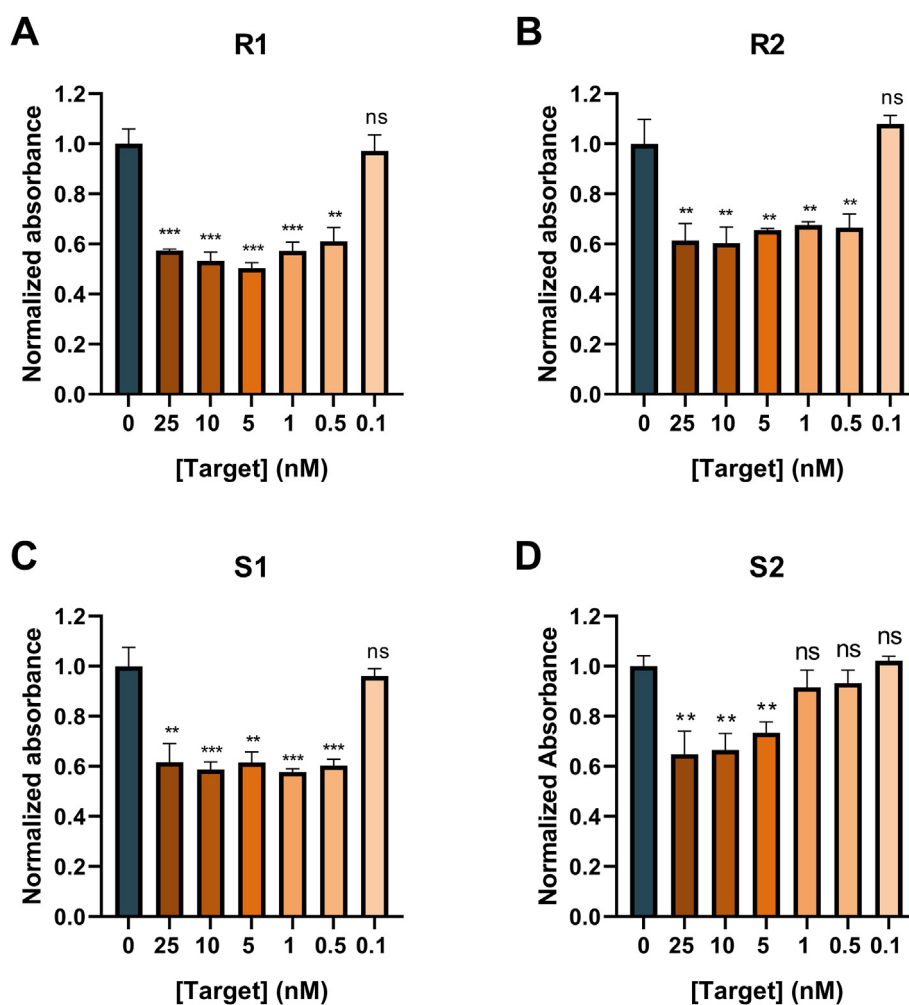 A
R1
Normalized absorbance
1.2
1.0
0.8
0.6
0.4
0.2
0.0
*** *** *** *** ** ns
0 25 10 5 1 0.5 0.1
[Target] (nM)
B
R2
Normalized absorbance
1.2
1.0
0.8
0.6
0.4
0.2
0.0
** ** ** ** ** ns
0 25 10 5 1 0.5 0.1
[Target] (nM)
C
S1
Normalized absorbance
1.2
1.0
0.8
0.6
0.4
0.2
0.0
** *** ** *** *** ns
0 25 10 5 1 0.5 0.1
[Target] (nM)
D
S2
Normalized Absorbance
1.2
1.0
0.8
0.6
0.4
0.2
0.0
** ** ** ns ns ns
0 25 10 5 1 0.5 0.1
[Target] (nM)